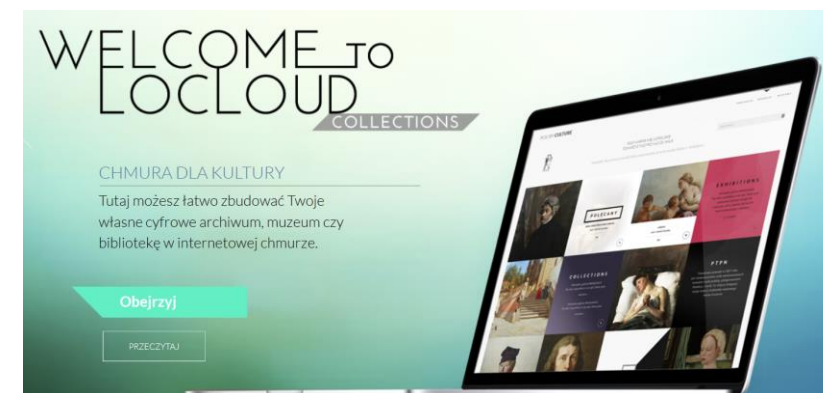 WELCOME TO
LOCLOUD
COLLECTIONS
CHMURA DLA KULTURY
Tutaj możesz łatwo zbudować Twoje
własne cyfrowe archiwum, muzeum czy
bibliotekę w internetowej chmurze.
Obejrzyj
PRZECZYTAJ
EXHIBITIONS
POLECAMY
COLLECTIONS
PTPN